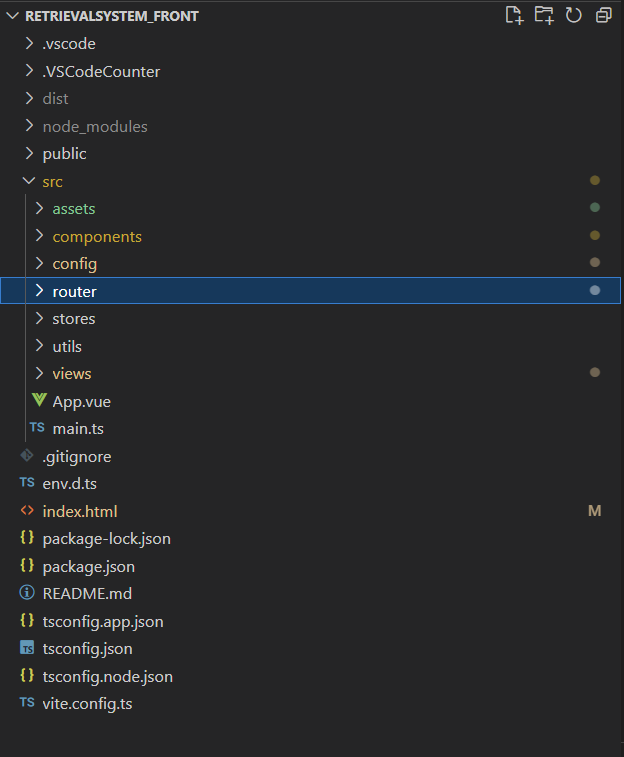 RETRIEVALSYSTEM_FRONT
.vscode
.VSCodeCounter
dist
node_modules
public
src
assets
components
config
router
stores
utils
views
App.vue
TS main.ts
.gitignore
TS env.d.ts
<> index.html M
{} package-lock.json
{} package.json
README.md
{} tsconfig.app.json
TS tsconfig.json
{} tsconfig.node.json
TS vite.config.ts